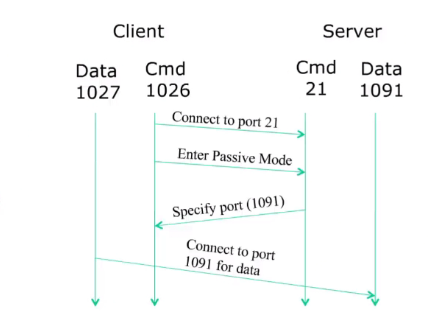 Client Server
Data Cmd Cmd Data
1027 1026 21 1091
Connect to port 21
Enter Passive Mode
Specify port (1091)
Connect to port
1091 for data